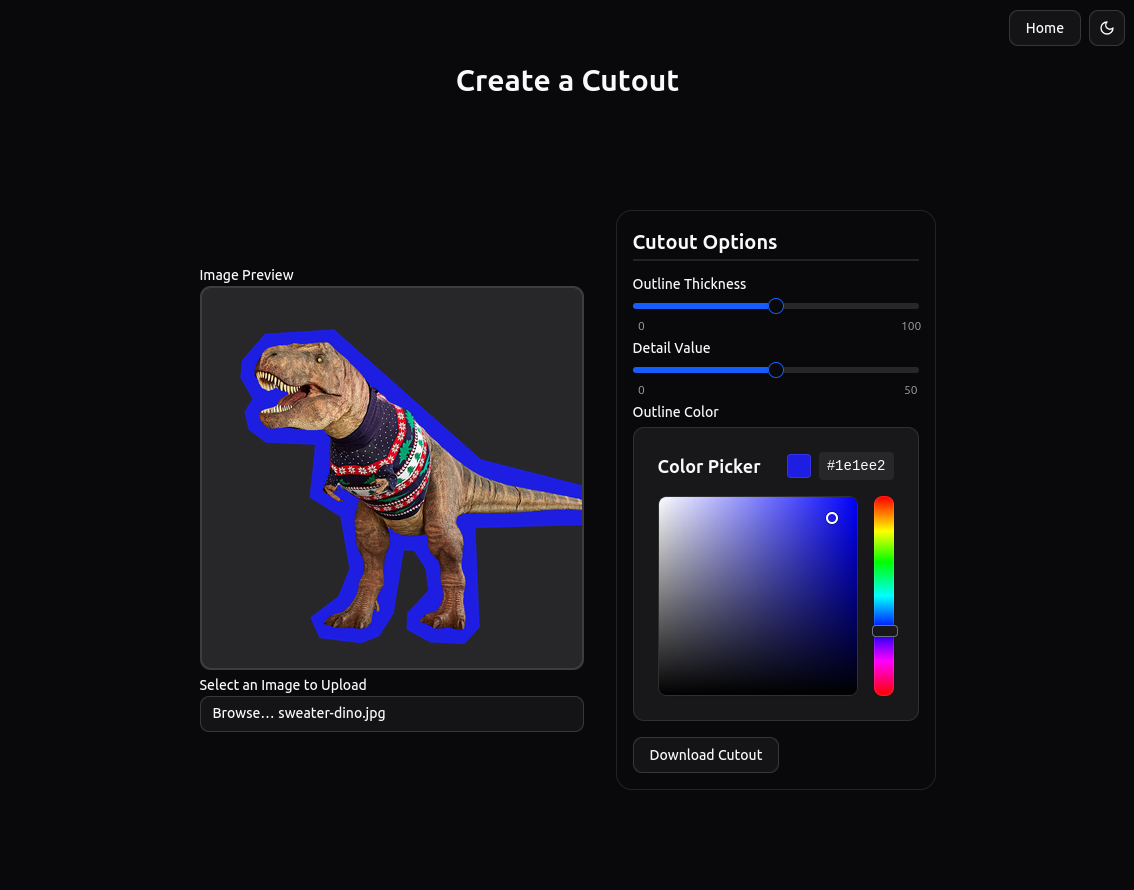 Home
Create a Cutout
Image Preview
Select an Image to Upload
Browse... sweater-dino.jpg
Cutout Options
Outline Thickness
0 100
Detail Value
0 50
Outline Color
Color Picker #1e1ee2
Download Cutout